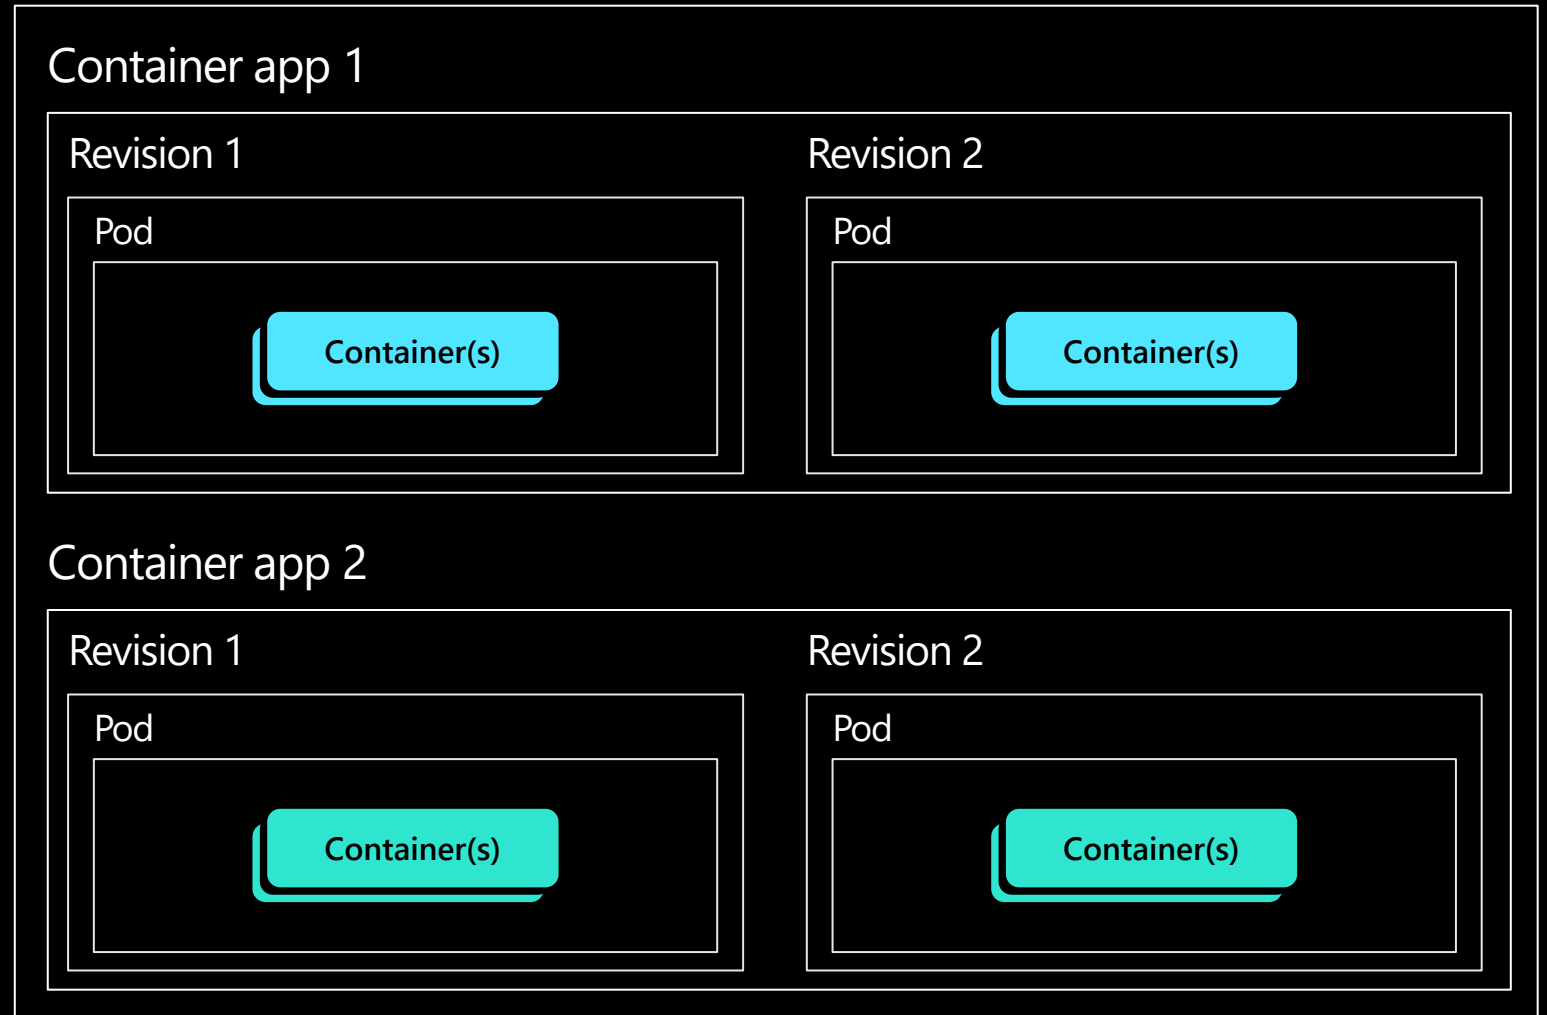 Container app 1
Revision 1
Pod
Container(s)
Revision 2
Pod
Container(s)
Container app 2
Revision 1
Pod
Container(s)
Revision 2
Pod
Container(s)